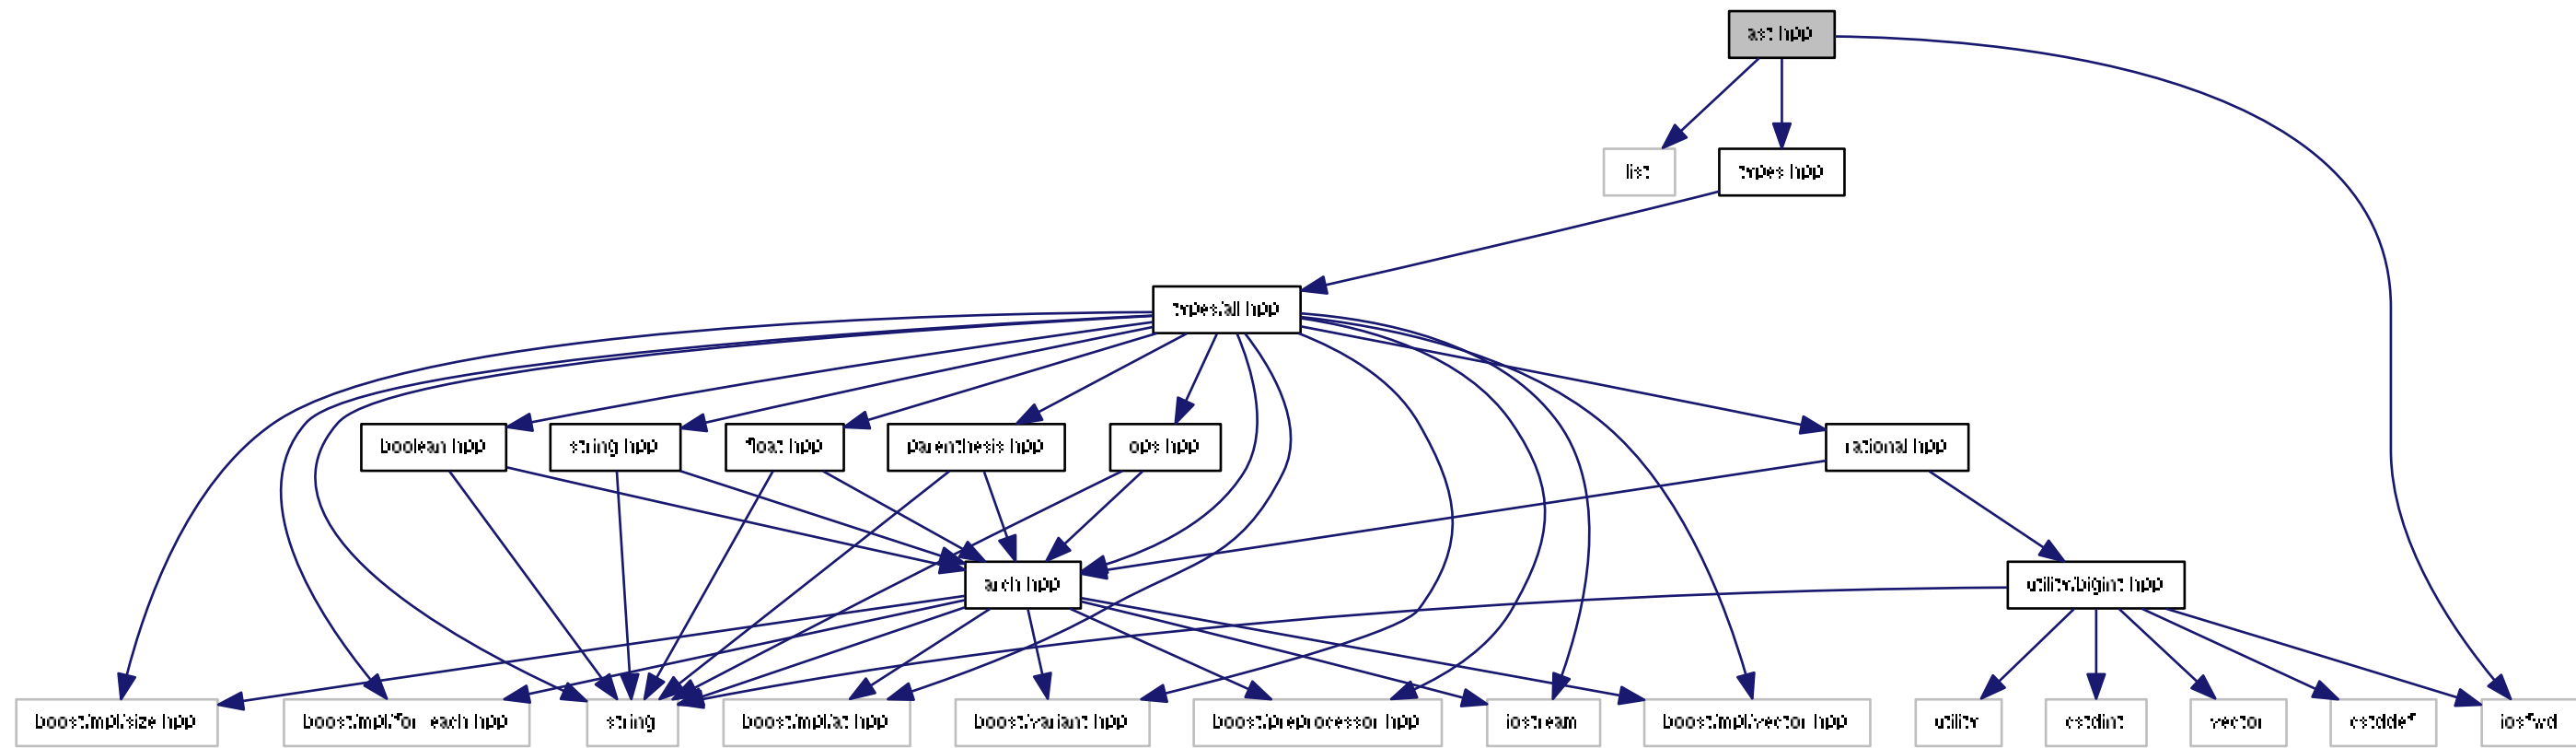 ast.hpp
list
types.hpp
types/all.hpp
boolean.hpp
string.hpp
float.hpp
parenthesis.hpp
ops.hpp
rational.hpp
arch.hpp
utility/bigint.hpp
boost/mpl/size.hpp
boost/mpl/for_each.hpp
string
boost/mpl/at.hpp
boost/variant.hpp
boost/preprocessor.hpp
iostream
boost/mpl/vector.hpp
utility
cstdint
vector
cstddef
iosfwd